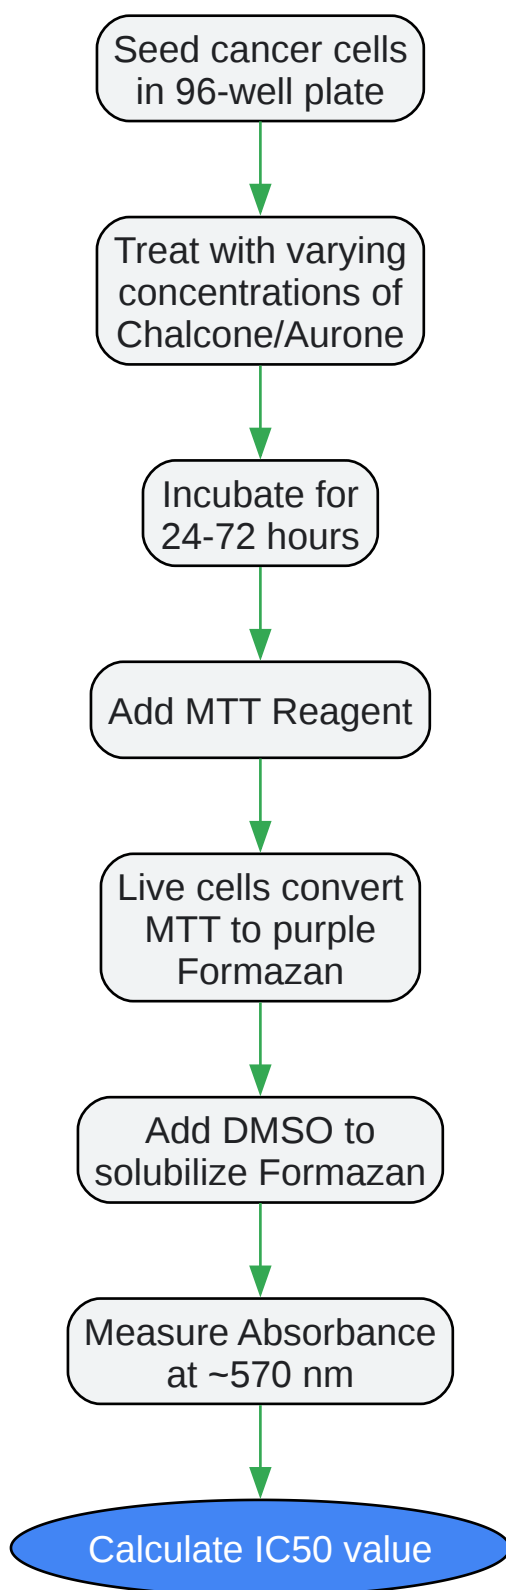 Seed cancer cells
in 96-well plate
Treat with varying
concentrations of
Chalcone/Aurone
Incubate for
24-72 hours
Add MTT Reagent
Live cells convert
MTT to purple
Formazan
Add DMSO to
solubilize Formazan
Measure Absorbance
at ~570 nm
Calculate IC50 value